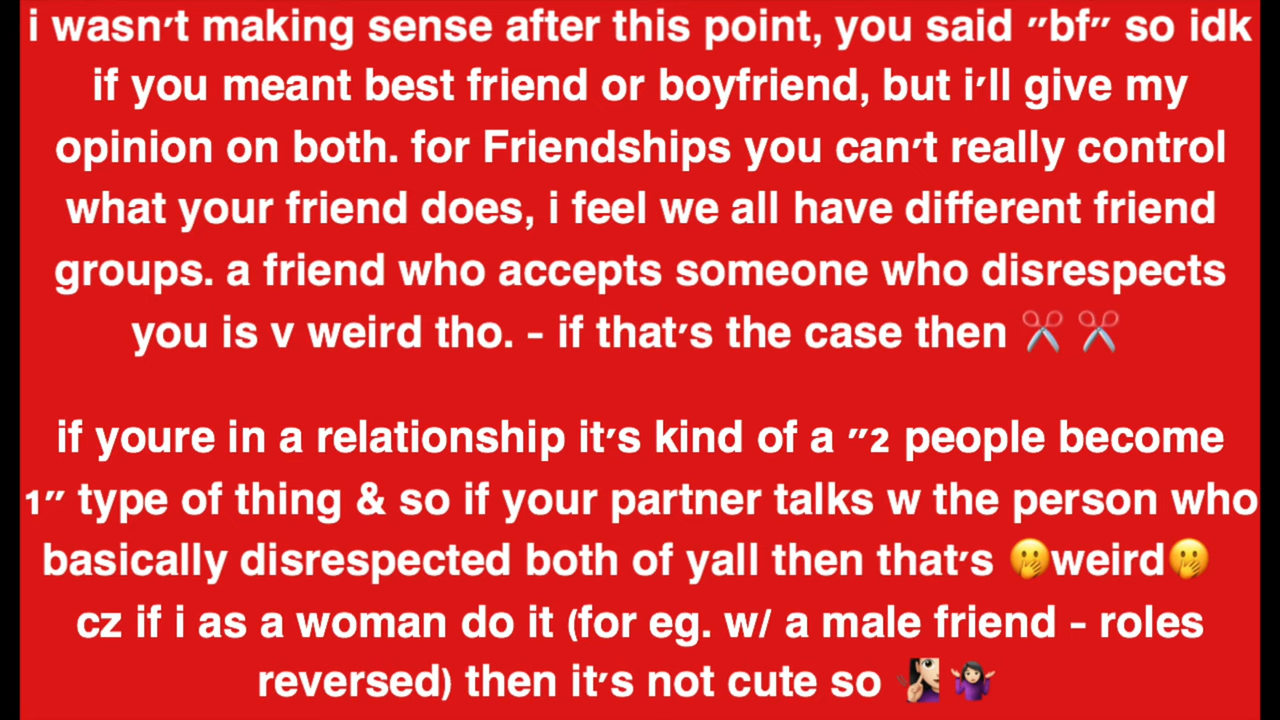 i wasn't making sense after this point, you said "bf" so idk
if you meant best friend or boyfriend, but i'll give my
opinion on both. for Friendships you can't really control
what your friend does, i feel we all have different friend
groups. a friend who accepts someone who disrespects
you is v weird tho. - if that's the case then ✂️ ✂️
if youre in a relationship it's kind of a "2 people become
1" type of thing & so if your partner talks w the person who
basically disrespected both of yall then that's 🤭weird🤭
cz if i as a woman do it (for eg. w/ a male friend - roles
reversed) then it's not cute so 🧏🏻‍♀️🤷🏻‍♀️